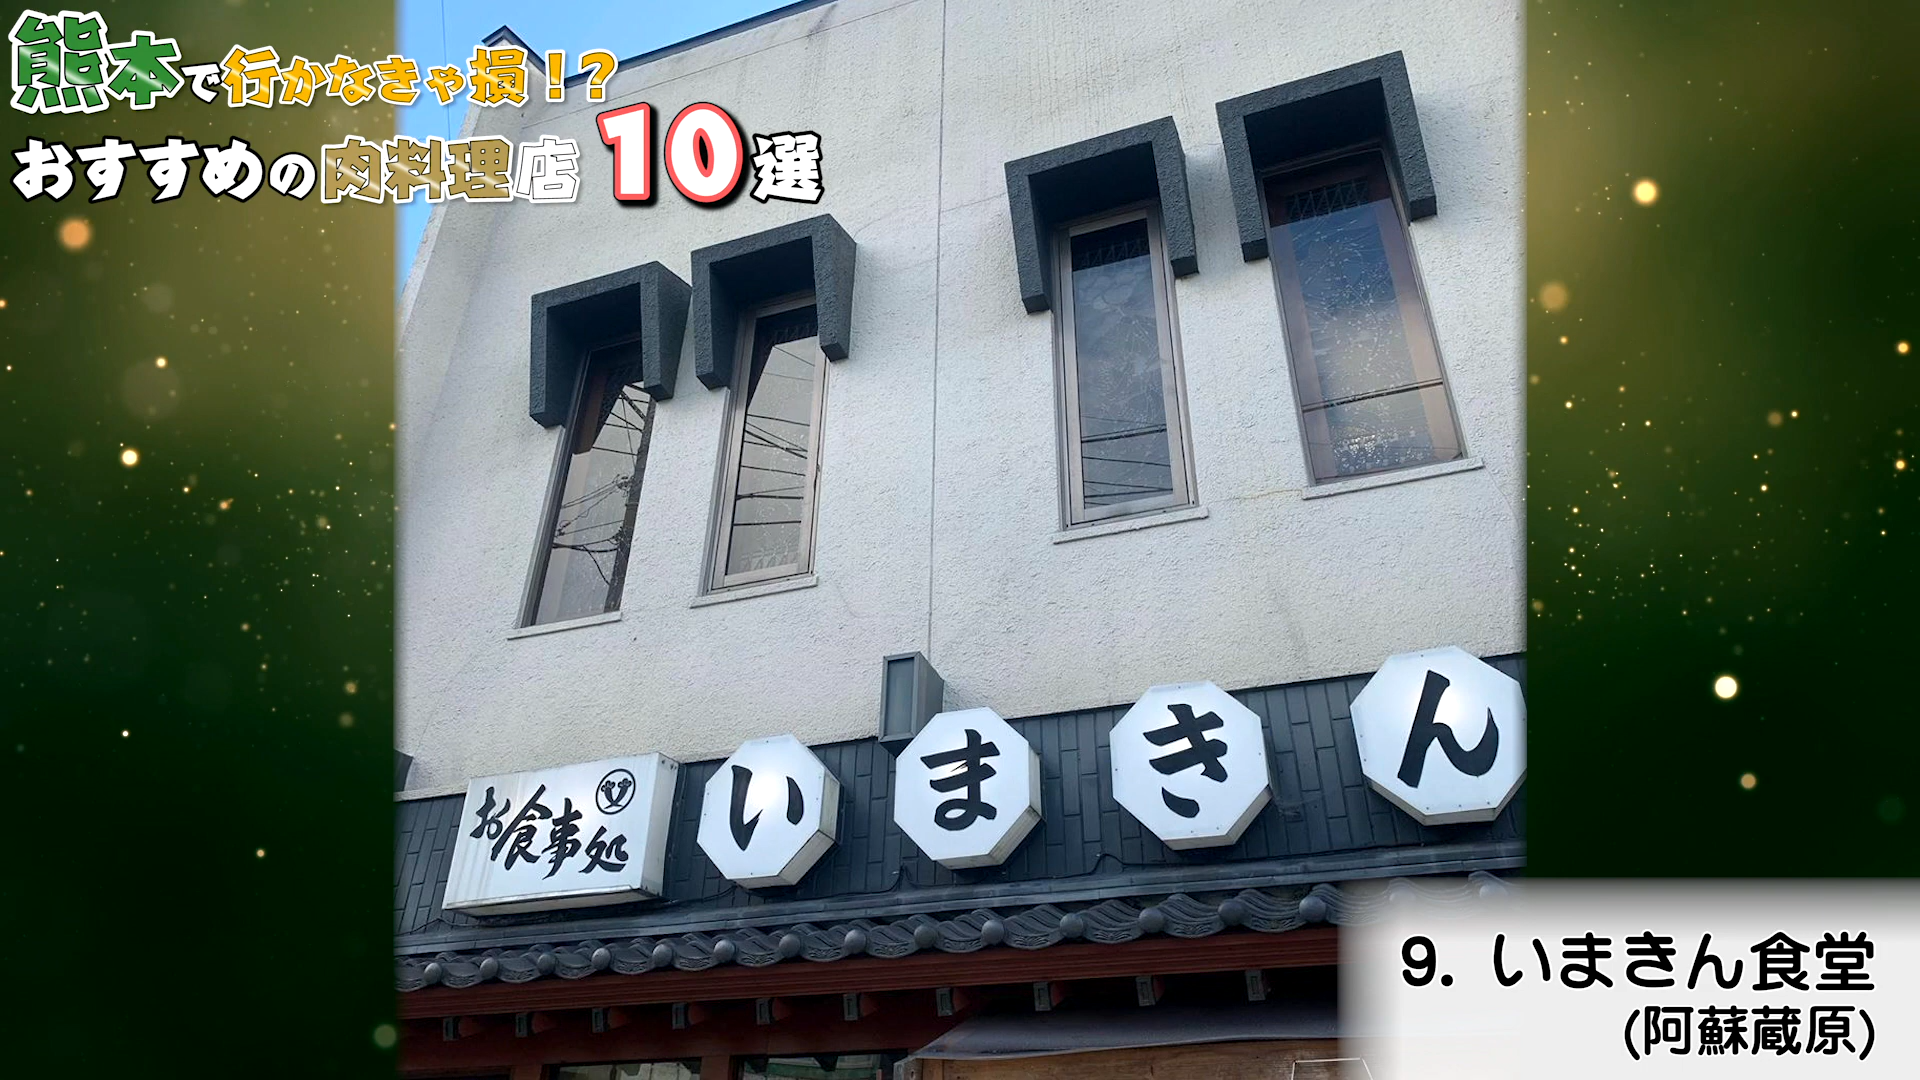 熊本で行かなきゃ損！？
おすすめの肉料理店10選
お食事処
いまきん
9. いまきん食堂
(阿蘇蔵原)